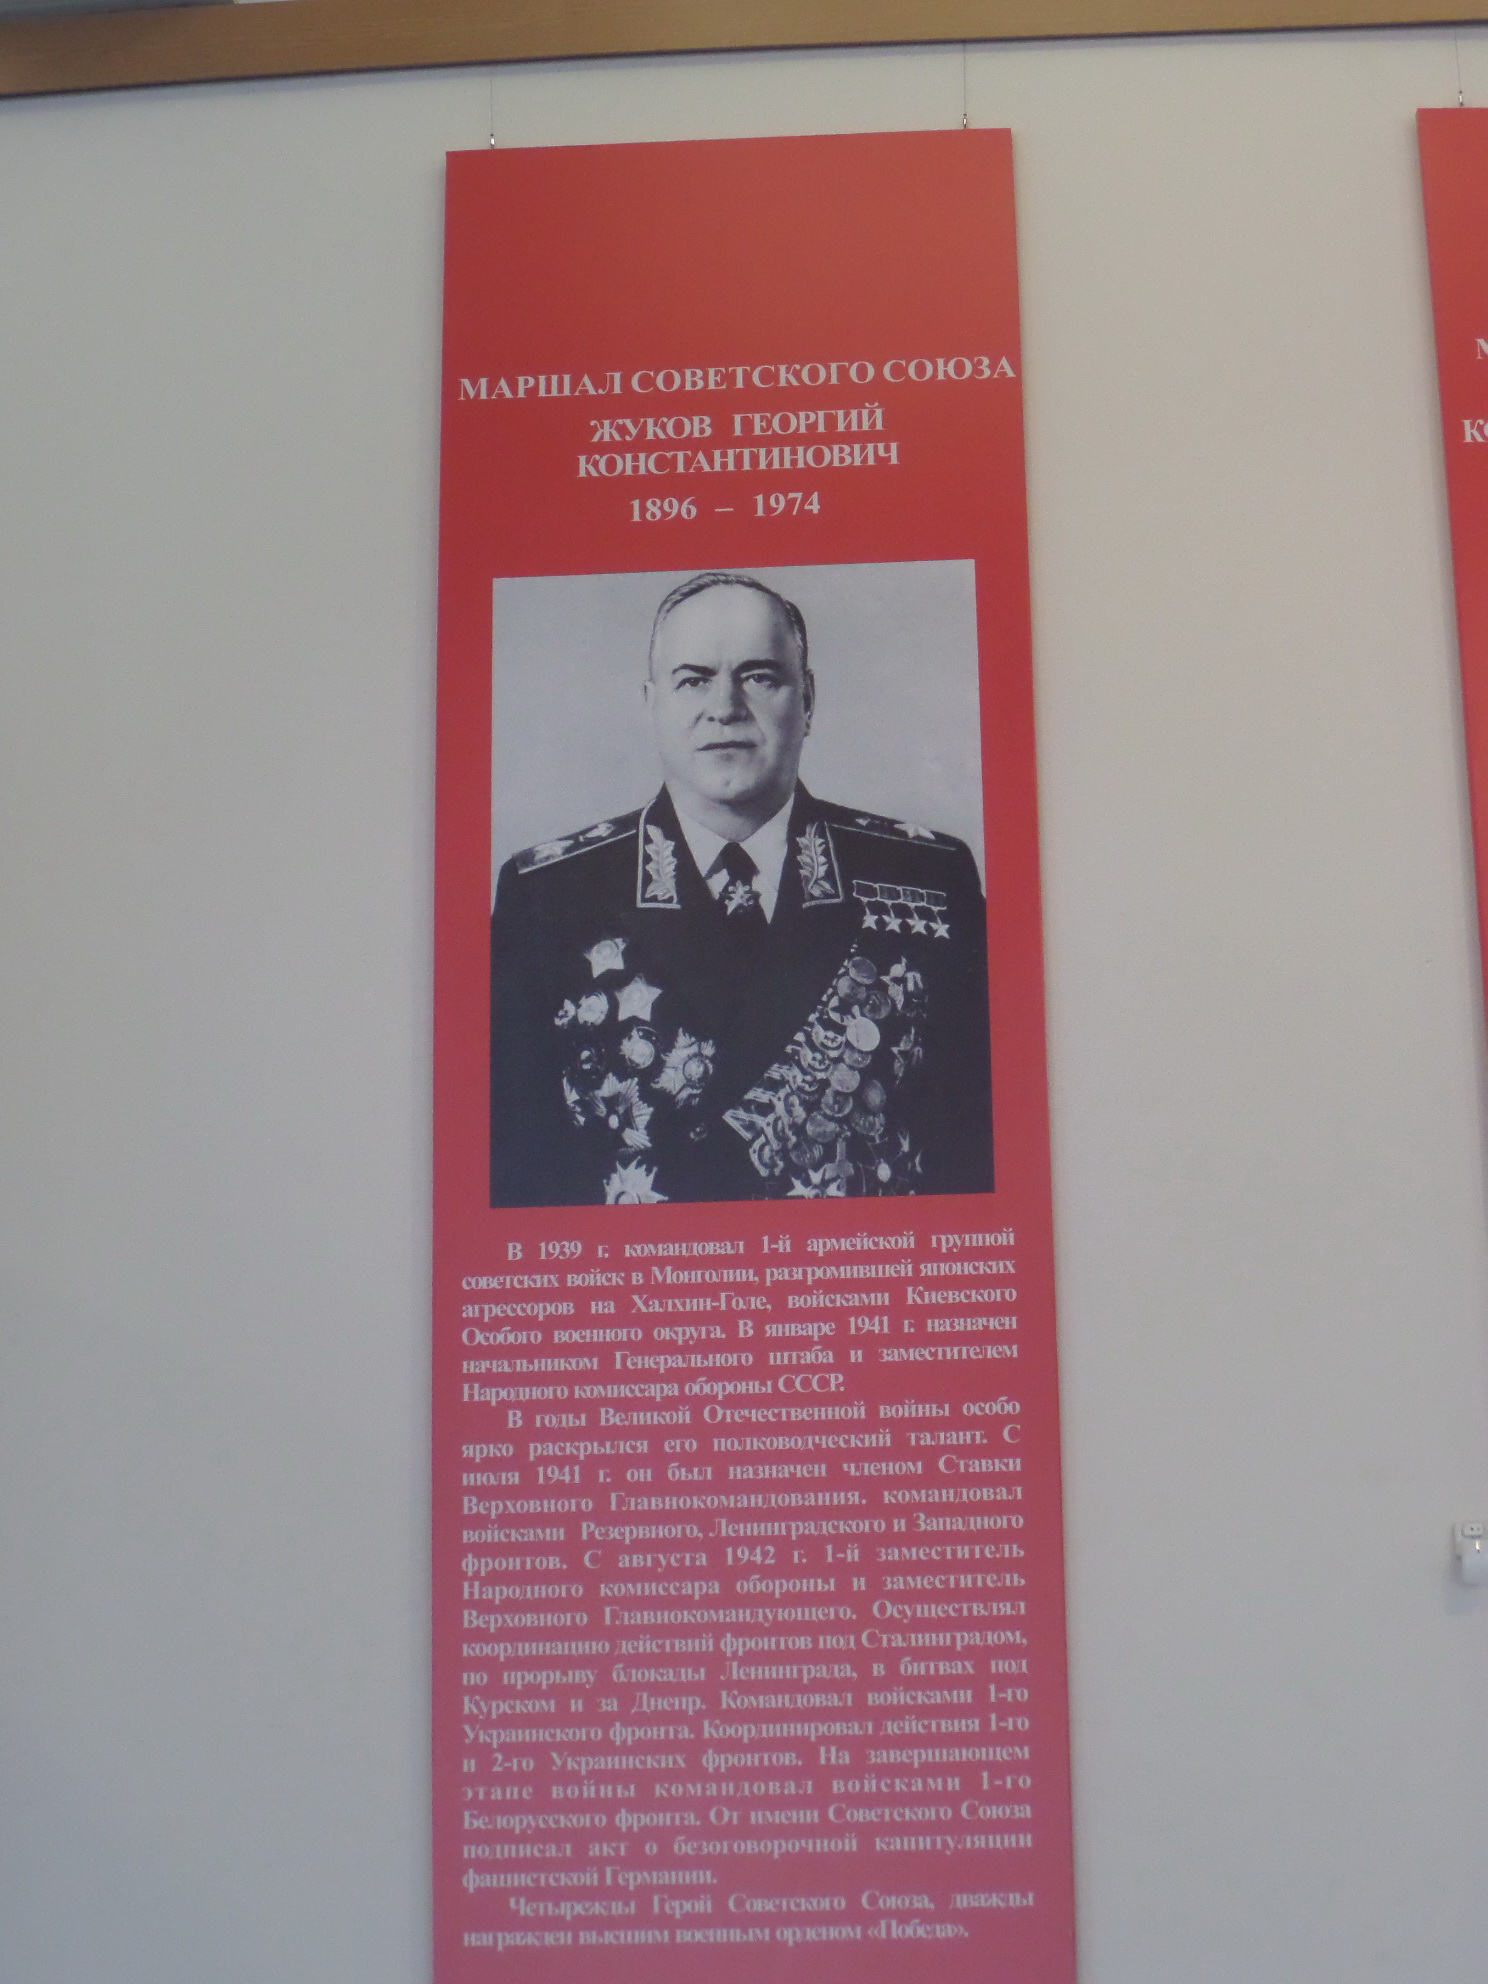 МАРШАЛ СОВЕТСКОГО СОЮЗА
ЖУКОВ ГЕОРГИЙ
КОНСТАНТИНОВИЧ
1896 – 1974
В 1939 г. командовал 1-й армейской группой
советских войск в Монголии, разгромившей японских
агрессоров на Халхин-Голе, войсками Киевского
Особого военного округа. В январе 1941 г. назначен
начальником Генерального штаба и заместителем
Народного комиссара обороны СССР.
В годы Великой Отечественной войны особо
ярко раскрылся его полководческий талант. С
июля 1941 г. он был назначен членом Ставки
Верховного Главнокомандования. командовал
войсками Резервного, Ленинградского и Западного
фронтов. С августа 1942 г. 1-й заместитель
Народного комиссара обороны и заместитель
Верховного Главнокомандующего. Осуществлял
координацию действий фронтов под Сталинградом,
по прорыву блокады Ленинграда, в битвах под
Курском и за Днепр. Командовал войсками 1-го
Украинского фронта. Координировал действия 1-го
и 2-го Украинских фронтов. На завершающем
этапе войны командовал войсками 1-го
Белорусского фронта. От имени Советского Союза
подписал акт о безоговорочной капитуляции
фашистской Германии.
Четырежды Герой Советского Союза, дважды
награжден высшим военным орденом «Победа».
М
КО